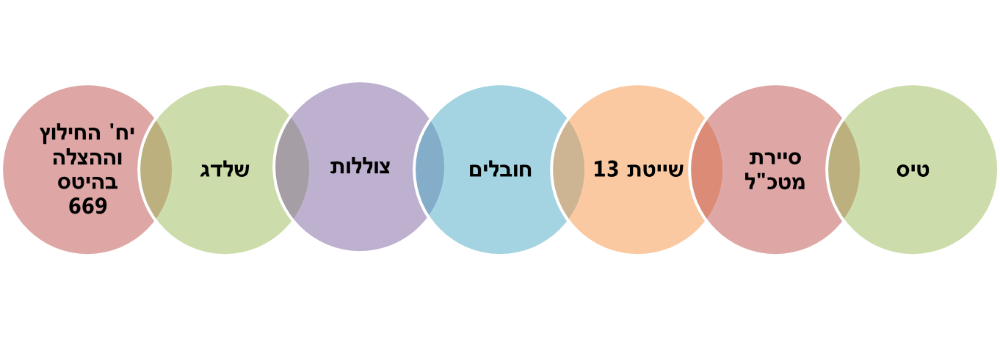 טיס
סיירת
מטכ"ל
שייטת 13
חובלים
צוללות
שלדג
יח' החילוץ
וההצלה
בהיטס
669